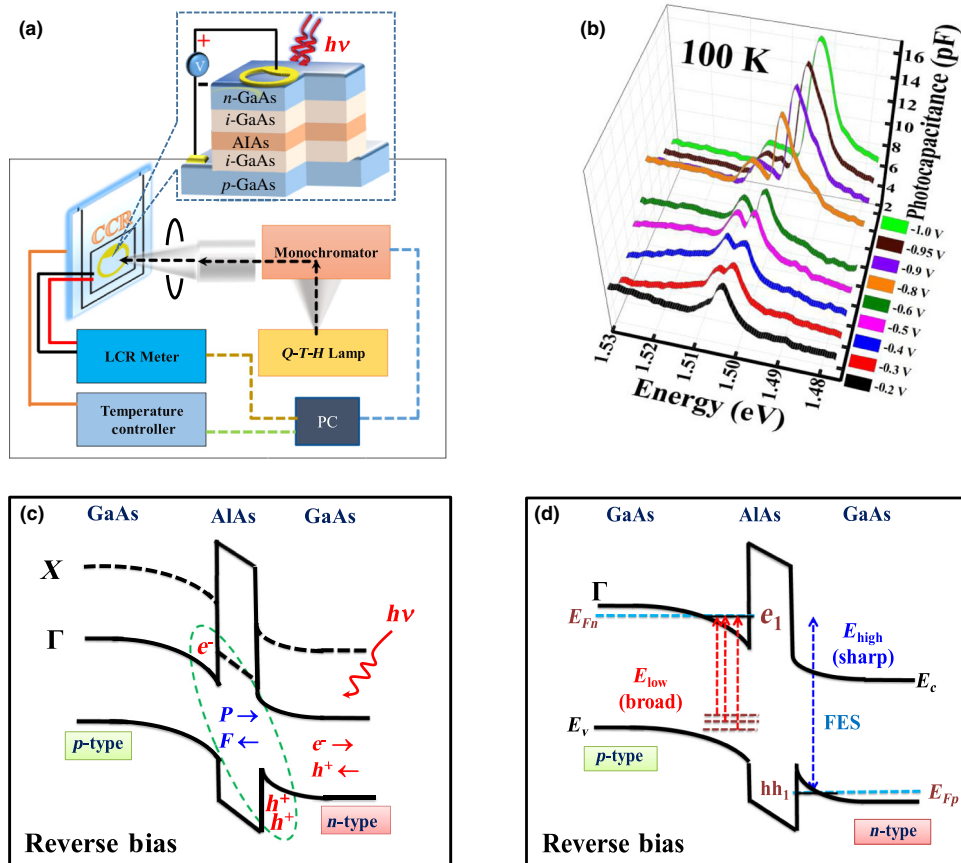 (a)
hν
+
V
n-GaAs
i-GaAs
AIAs
i-GaAs
p-GaAs
CCR
Monochromator
LCR Meter
Q-T-H Lamp
Temperature
controller
PC
(b)
100 K
16
14
12
10
8
6
4
2
Photocapacitance (pF)
-1.0 V
-0.95 V
-0.9 V
-0.8 V
-0.6 V
-0.5 V
-0.4 V
-0.3 V
-0.2 V
1.53
1.52
1.51
1.50
1.49
1.48
Energy (eV)
(c)
GaAs
AlAs
GaAs
X
hν
Γ
e-
P →
F ←
e- →
h+ ←
p-type
h+
h+
n-type
Reverse bias
(d)
GaAs
AlAs
GaAs
Γ
EFn
e1
Ehigh
(sharp)
Elow
(broad)
Ec
Ev
FES
p-type
hh1
EFp
n-type
Reverse bias